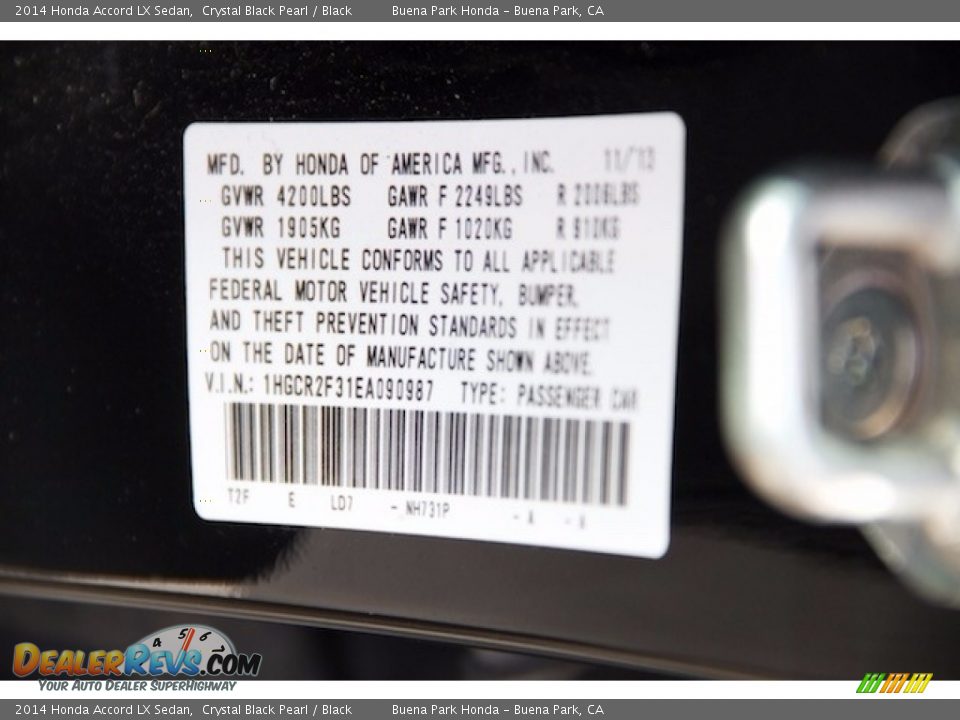 2014 Honda Accord LX Sedan, Crystal Black Pearl / Black Buena Park Honda – Buena Park, CA
MFD. BY HONDA OF AMERICA MFG., INC. 11/13
GVWR 4200LBS GAWR F 2249LBS R 2006LBS
GVWR 1905KG GAWR F 1020KG R 910KG
THIS VEHICLE CONFORMS TO ALL APPLICABLE
FEDERAL MOTOR VEHICLE SAFETY, BUMPER,
AND THEFT PREVENTION STANDARDS IN EFFECT
ON THE DATE OF MANUFACTURE SHOWN ABOVE.
V.I.N.: 1HGCR2F31EA090987 TYPE: PASSENGER CAR
T2F E LD7 - NH731P - A - A
4 5 6
DEALERREVS.COM
YOUR AUTO DEALER SUPERHIGHWAY
2014 Honda Accord LX Sedan, Crystal Black Pearl / Black Buena Park Honda – Buena Park, CA